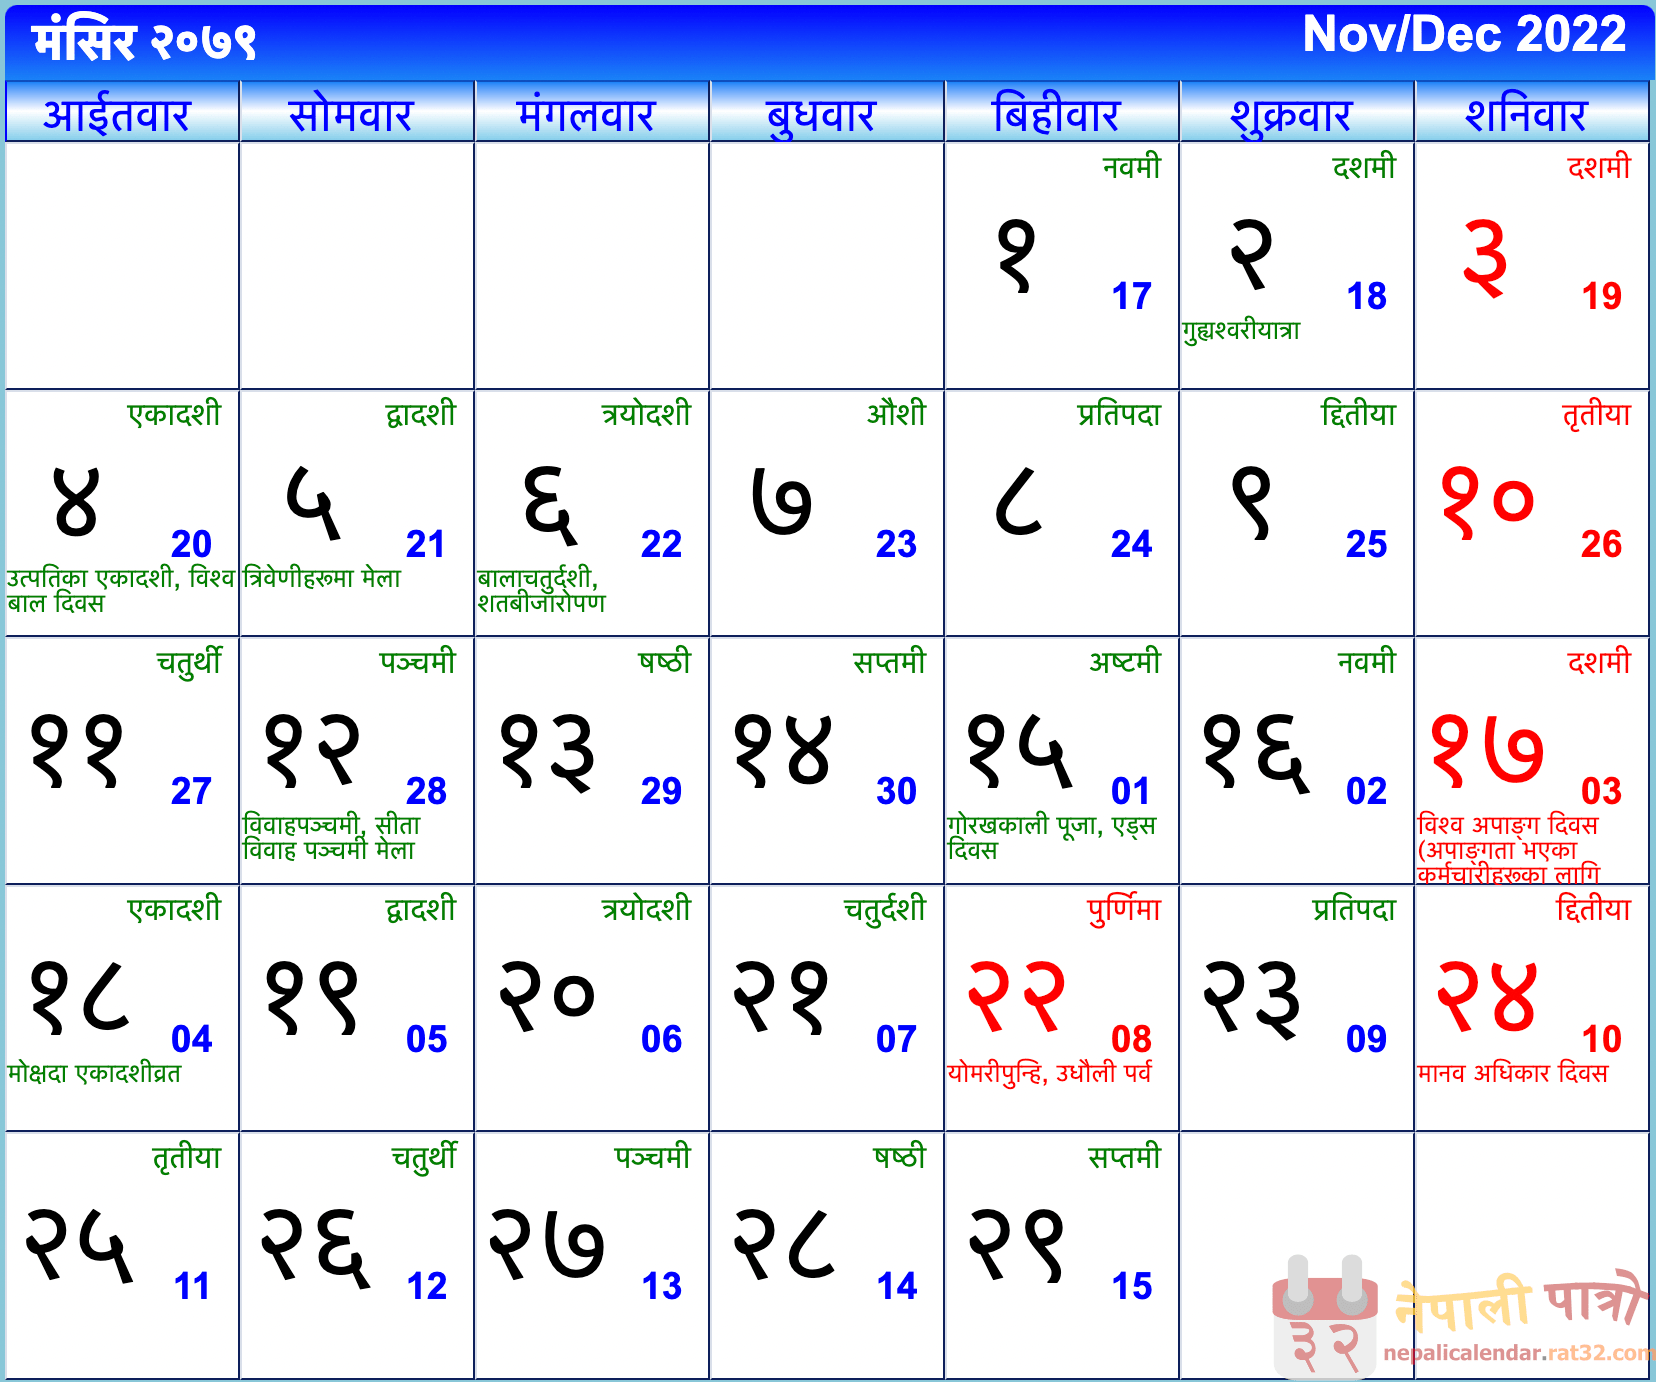 मंसिर २०७९
Nov/Dec 2022
आईतवार सोमवार मंगलवार बुधवार बिहीवार शुक्रवार शनिवार
नवमी दशमी दशमी
१ २ ३
17 18 19
गुह्यश्वरीयात्रा
एकादशी द्वादशी त्रयोदशी औशी प्रतिपदा द्दितीया तृतीया
४ ५ ६ ७ ८ ९ १०
20 21 22 23 24 25 26
उत्पतिका एकादशी, विश्व
बाल दिवस
त्रिवेणीहरूमा मेला
बालाचतुर्दशी,
शतबीजारोपण
चतुर्थी पञ्चमी षष्ठी सप्तमी अष्टमी नवमी दशमी
११ १२ १३ १४ १५ १६ १७
27 28 29 30 01 02 03
विवाहपञ्चमी, सीता
विवाह पञ्चमी मेला
गोरखकाली पूजा, एड्स
दिवस
विश्व अपाङ्ग दिवस
(अपाङ्गता भएका
कर्मचारीहरूका लागि
एकादशी द्वादशी त्रयोदशी चतुर्दशी पुर्णिमा प्रतिपदा द्दितीया
१८ १९ २० २१ २२ २३ २४
04 05 06 07 08 09 10
मोक्षदा एकादशीव्रत
योमरीपुन्हि, उधौली पर्व
मानव अधिकार दिवस
तृतीया चतुर्थी पञ्चमी षष्ठी सप्तमी
२५ २६ २७ २८ २९
11 12 13 14 15
३२
नेपाली पात्रो
nepalicalendar.rat32.com